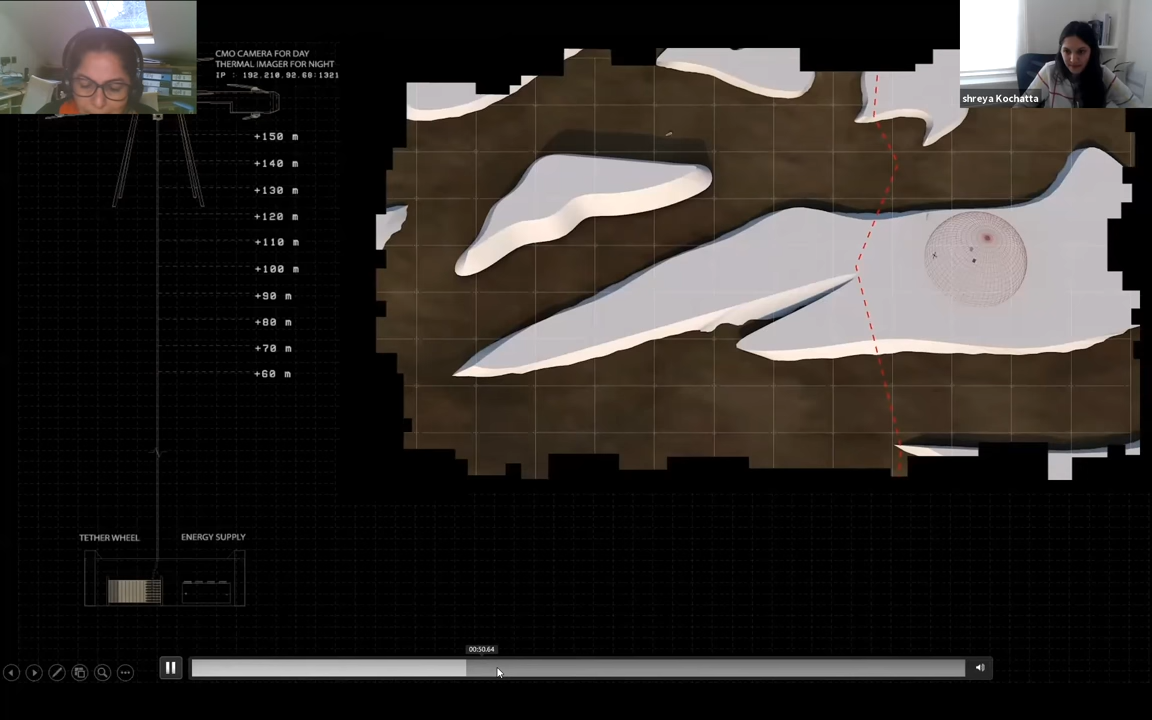 CMO CAMERA FOR DAY
THERMAL IMAGER FOR NIGHT
IP : 192.210.92.60:1321
shreya Kochatta
+150 m
+140 m
+130 m
+120 m
+110 m
+100 m
+90 m
+80 m
+70 m
+60 m
TETHER WHEEL
ENERGY SUPPLY
00:50.64